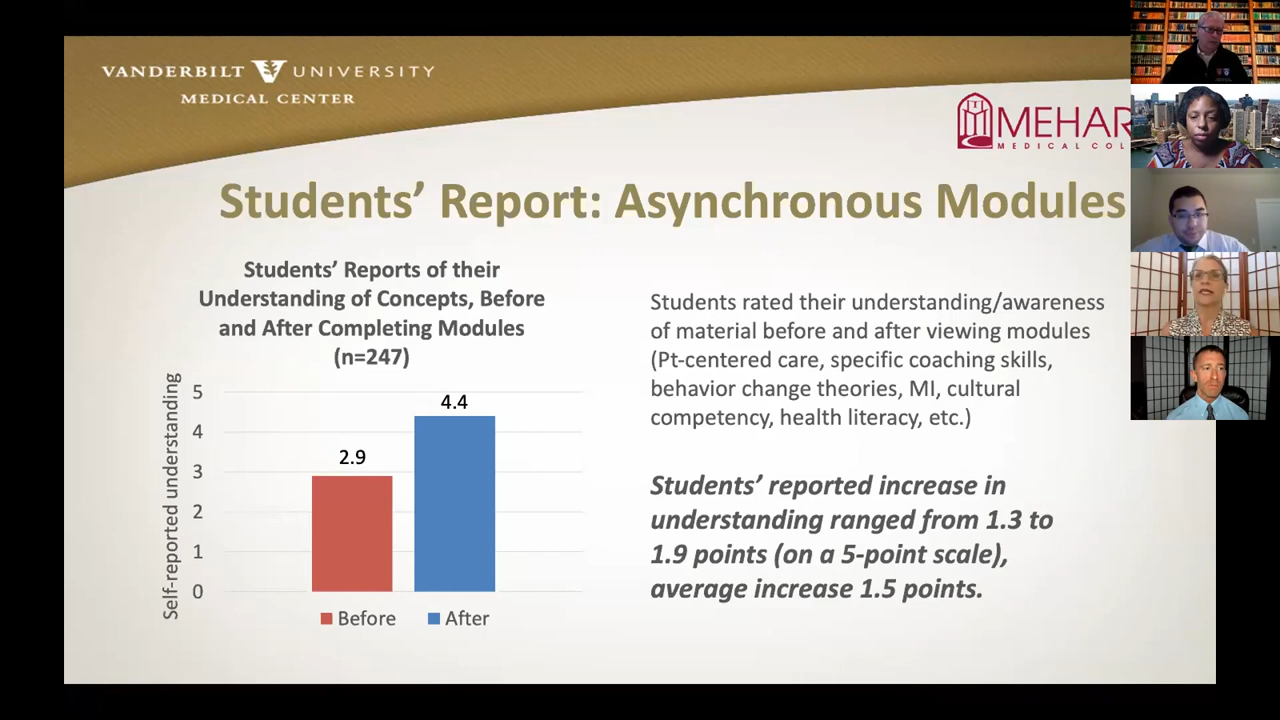 VANDERBILT UNIVERSITY
MEDICAL CENTER
MEHAR
MEDICAL COL
Students’ Report: Asynchronous Modules
Students’ Reports of their
Understanding of Concepts, Before
and After Completing Modules
(n=247)
Self-reported understanding
5
4
3
2
1
0
2.9
4.4
Before
After
Students rated their understanding/awareness
of material before and after viewing modules
(Pt-centered care, specific coaching skills,
behavior change theories, MI, cultural
competency, health literacy, etc.)
Students’ reported increase in
understanding ranged from 1.3 to
1.9 points (on a 5-point scale),
average increase 1.5 points.